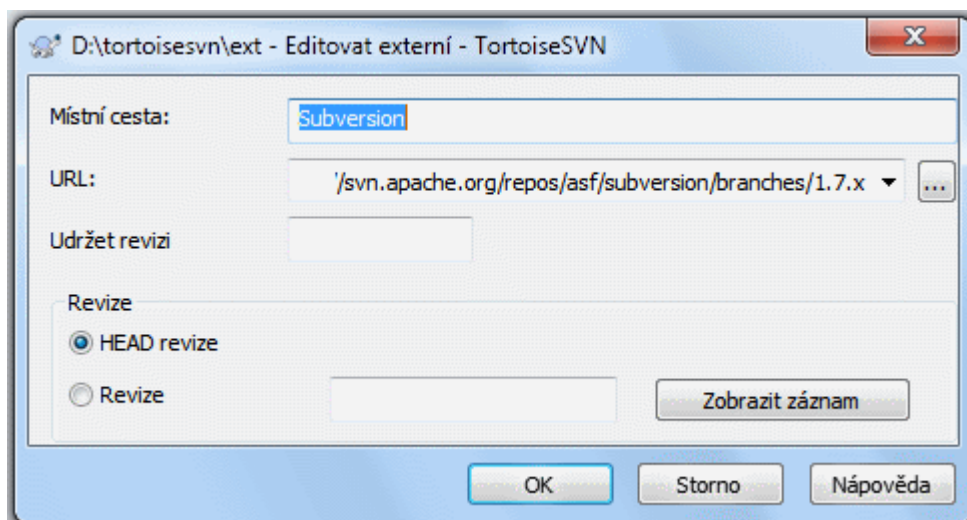 D:\tortoisesvn\ext - Editovat externí - TortoiseSVN
Místní cesta:
Subversion
URL:
'/svn.apache.org/repos/asf/subversion/branches/1.7.x
...
Udržet revizi
Revize
HEAD revize
Revize
Zobrazit záznam
OK
Storno
Nápověda